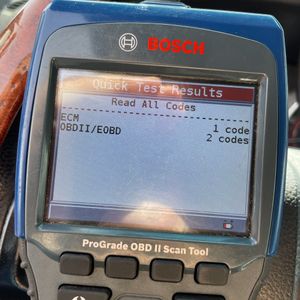 BOSCH
Quick Test Results
Read All Codes
ECM 1 code
OBDII/EOBD 2 codes
ProGrade OBD II Scan Tool